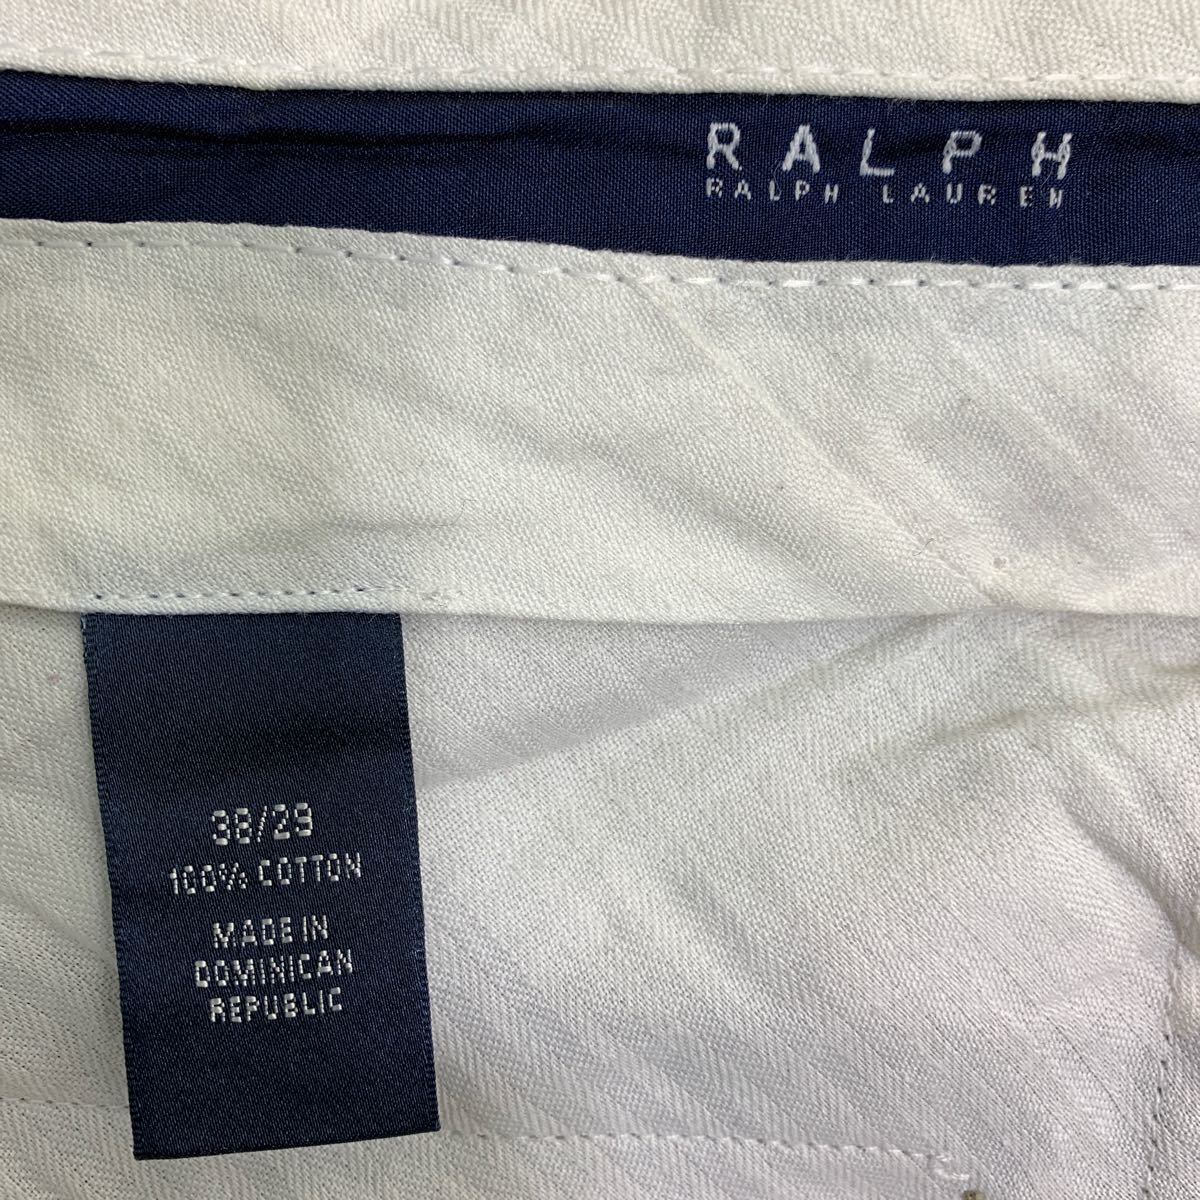 RALPH
RALPH LAUREN
38/29
100% COTTON
MADE IN
DOMINICAN
REPUBLIC